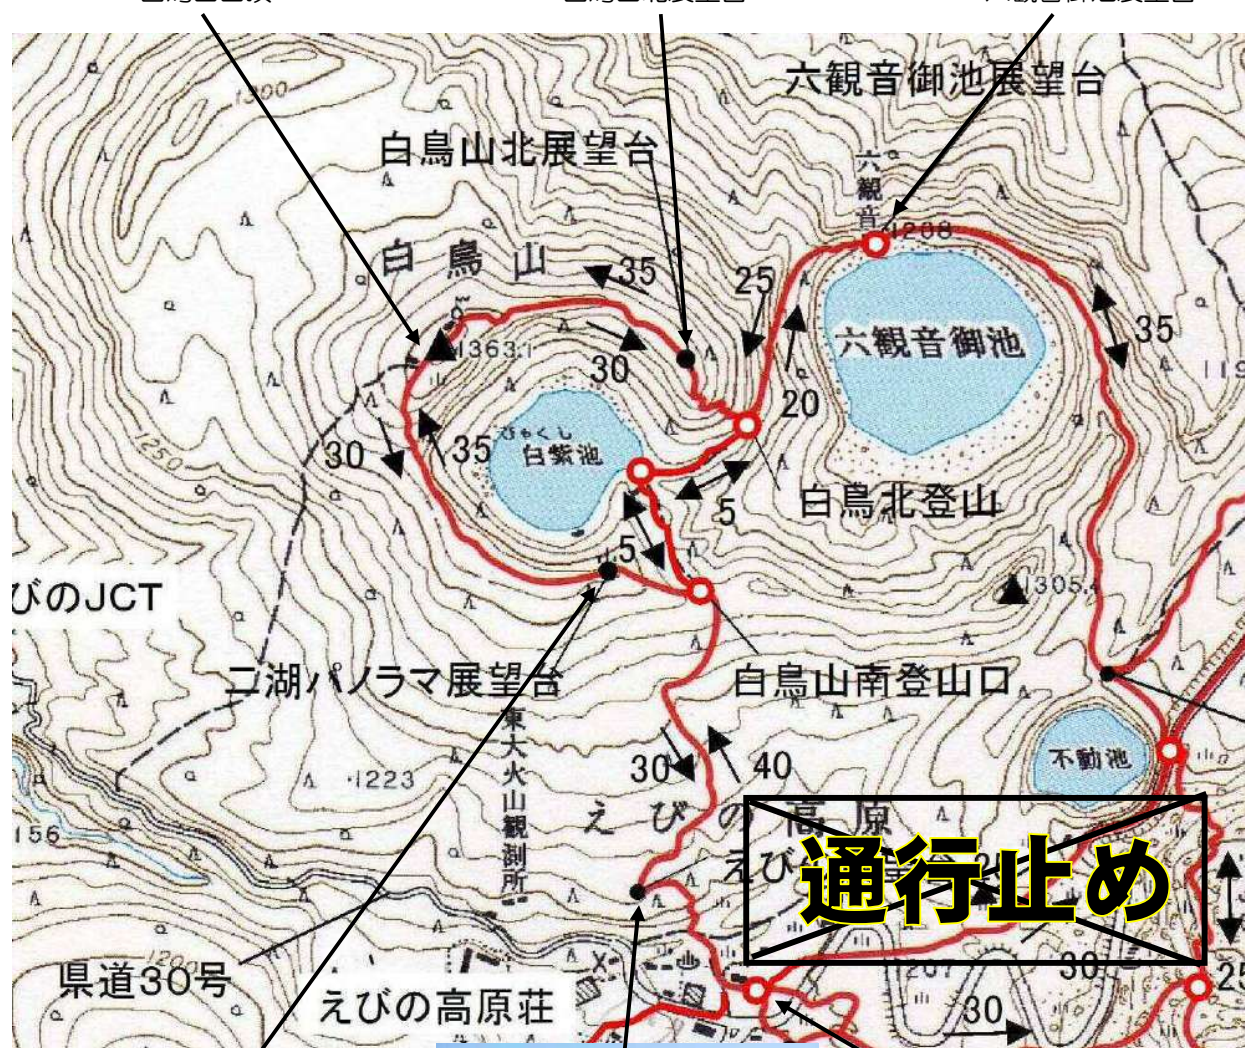 1300
六観音御池展望台
白鳥山北展望台
六観音
1208
白鳥山
35
25
35
1363.1
30
六観音御池
20
1250
30
35
びゃくし
白紫池
5
白鳥北登山
5
1305.4
びのJCT
二湖パノラマ展望台
白鳥山南登山口
東大火山観測所
30
40
不動池
1223
えびの高原
156
通行止め
県道30号
1207
30
25
えびの高原荘
30